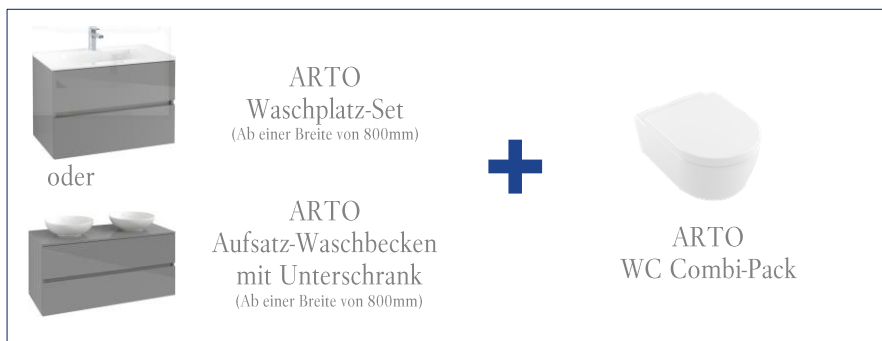 ARTO
Waschplatz-Set
(Ab einer Breite von 800mm)
oder
ARTO
Aufsatz-Waschbecken
mit Unterschrank
(Ab einer Breite von 800mm)
ARTO
WC Combi-Pack